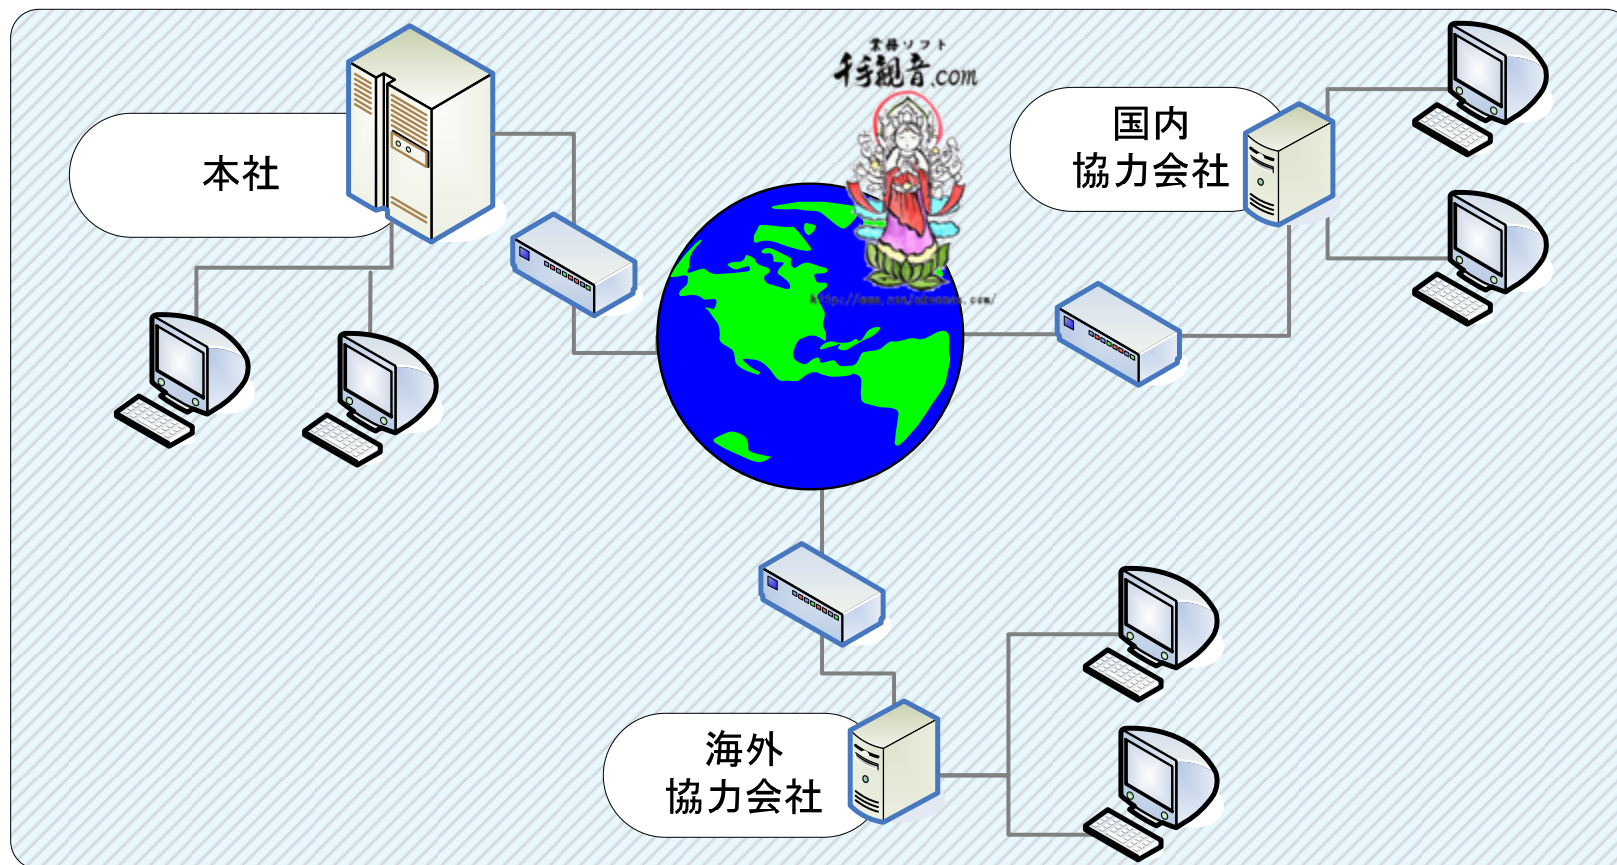 業務ソフト
千手観音.com
本社
国内
協力会社
海外
協力会社